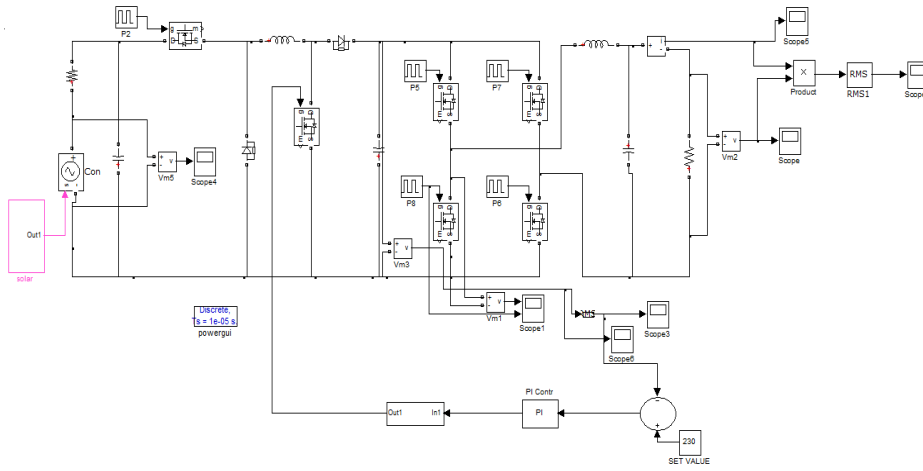 P2
Scope5
P5
P7
Product
RMS
RMS1
Scope
Con
Vm5
Scope4
Vm2
Scope
P8
P6
Out1
solar
Vm3
Vm1
Scope1
Scope3
Scope6
Discrete,
Ts = 1e-05 s.
powergui
PI Contr
Out1
In1
PI
230
SET VALUE